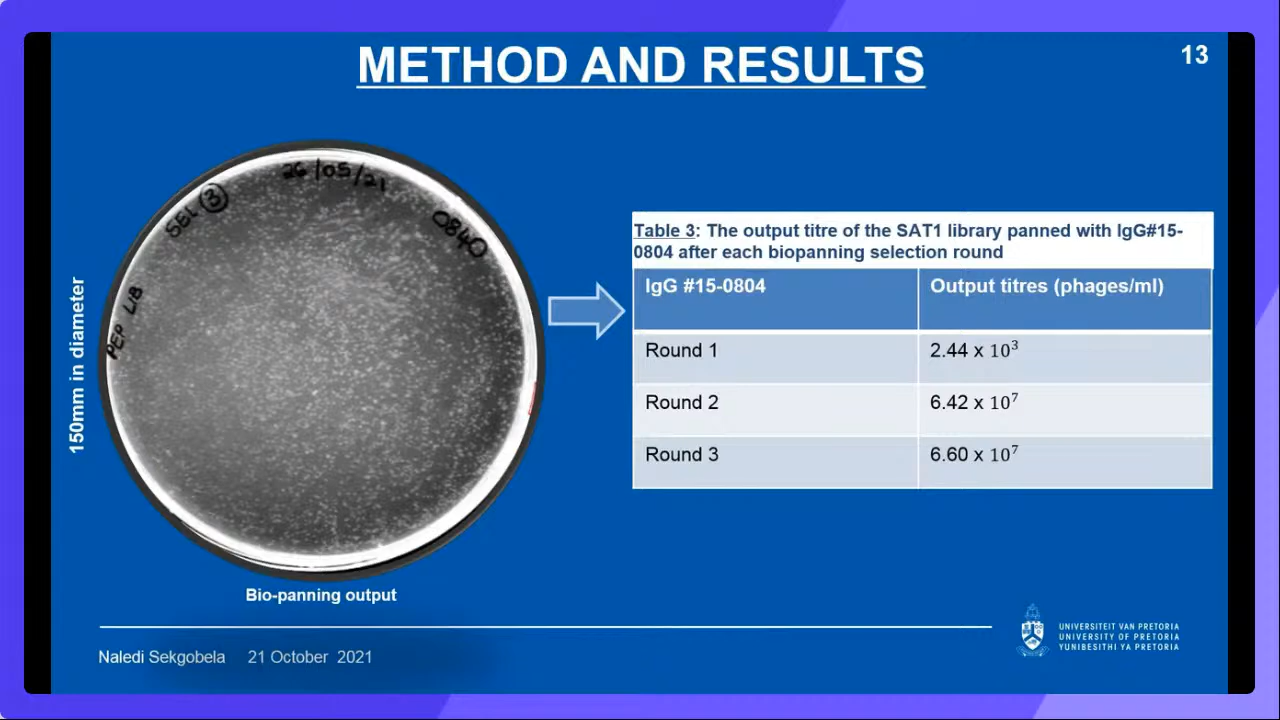 METHOD AND RESULTS
13
26/05/21
SEL 3
0840
PEP LIB
150mm in diameter
Bio-panning output
Table 3: The output titre of the SAT1 library panned with IgG#15-
0804 after each biopanning selection round
IgG #15-0804 Output titres (phages/ml)
Round 1 2.44 x 10³
Round 2 6.42 x 10⁷
Round 3 6.60 x 10⁷
Naledi Sekgobela 21 October 2021
UNIVERSITEIT VAN PRETORIA
UNIVERSITY OF PRETORIA
YUNIBESITHI YA PRETORIA